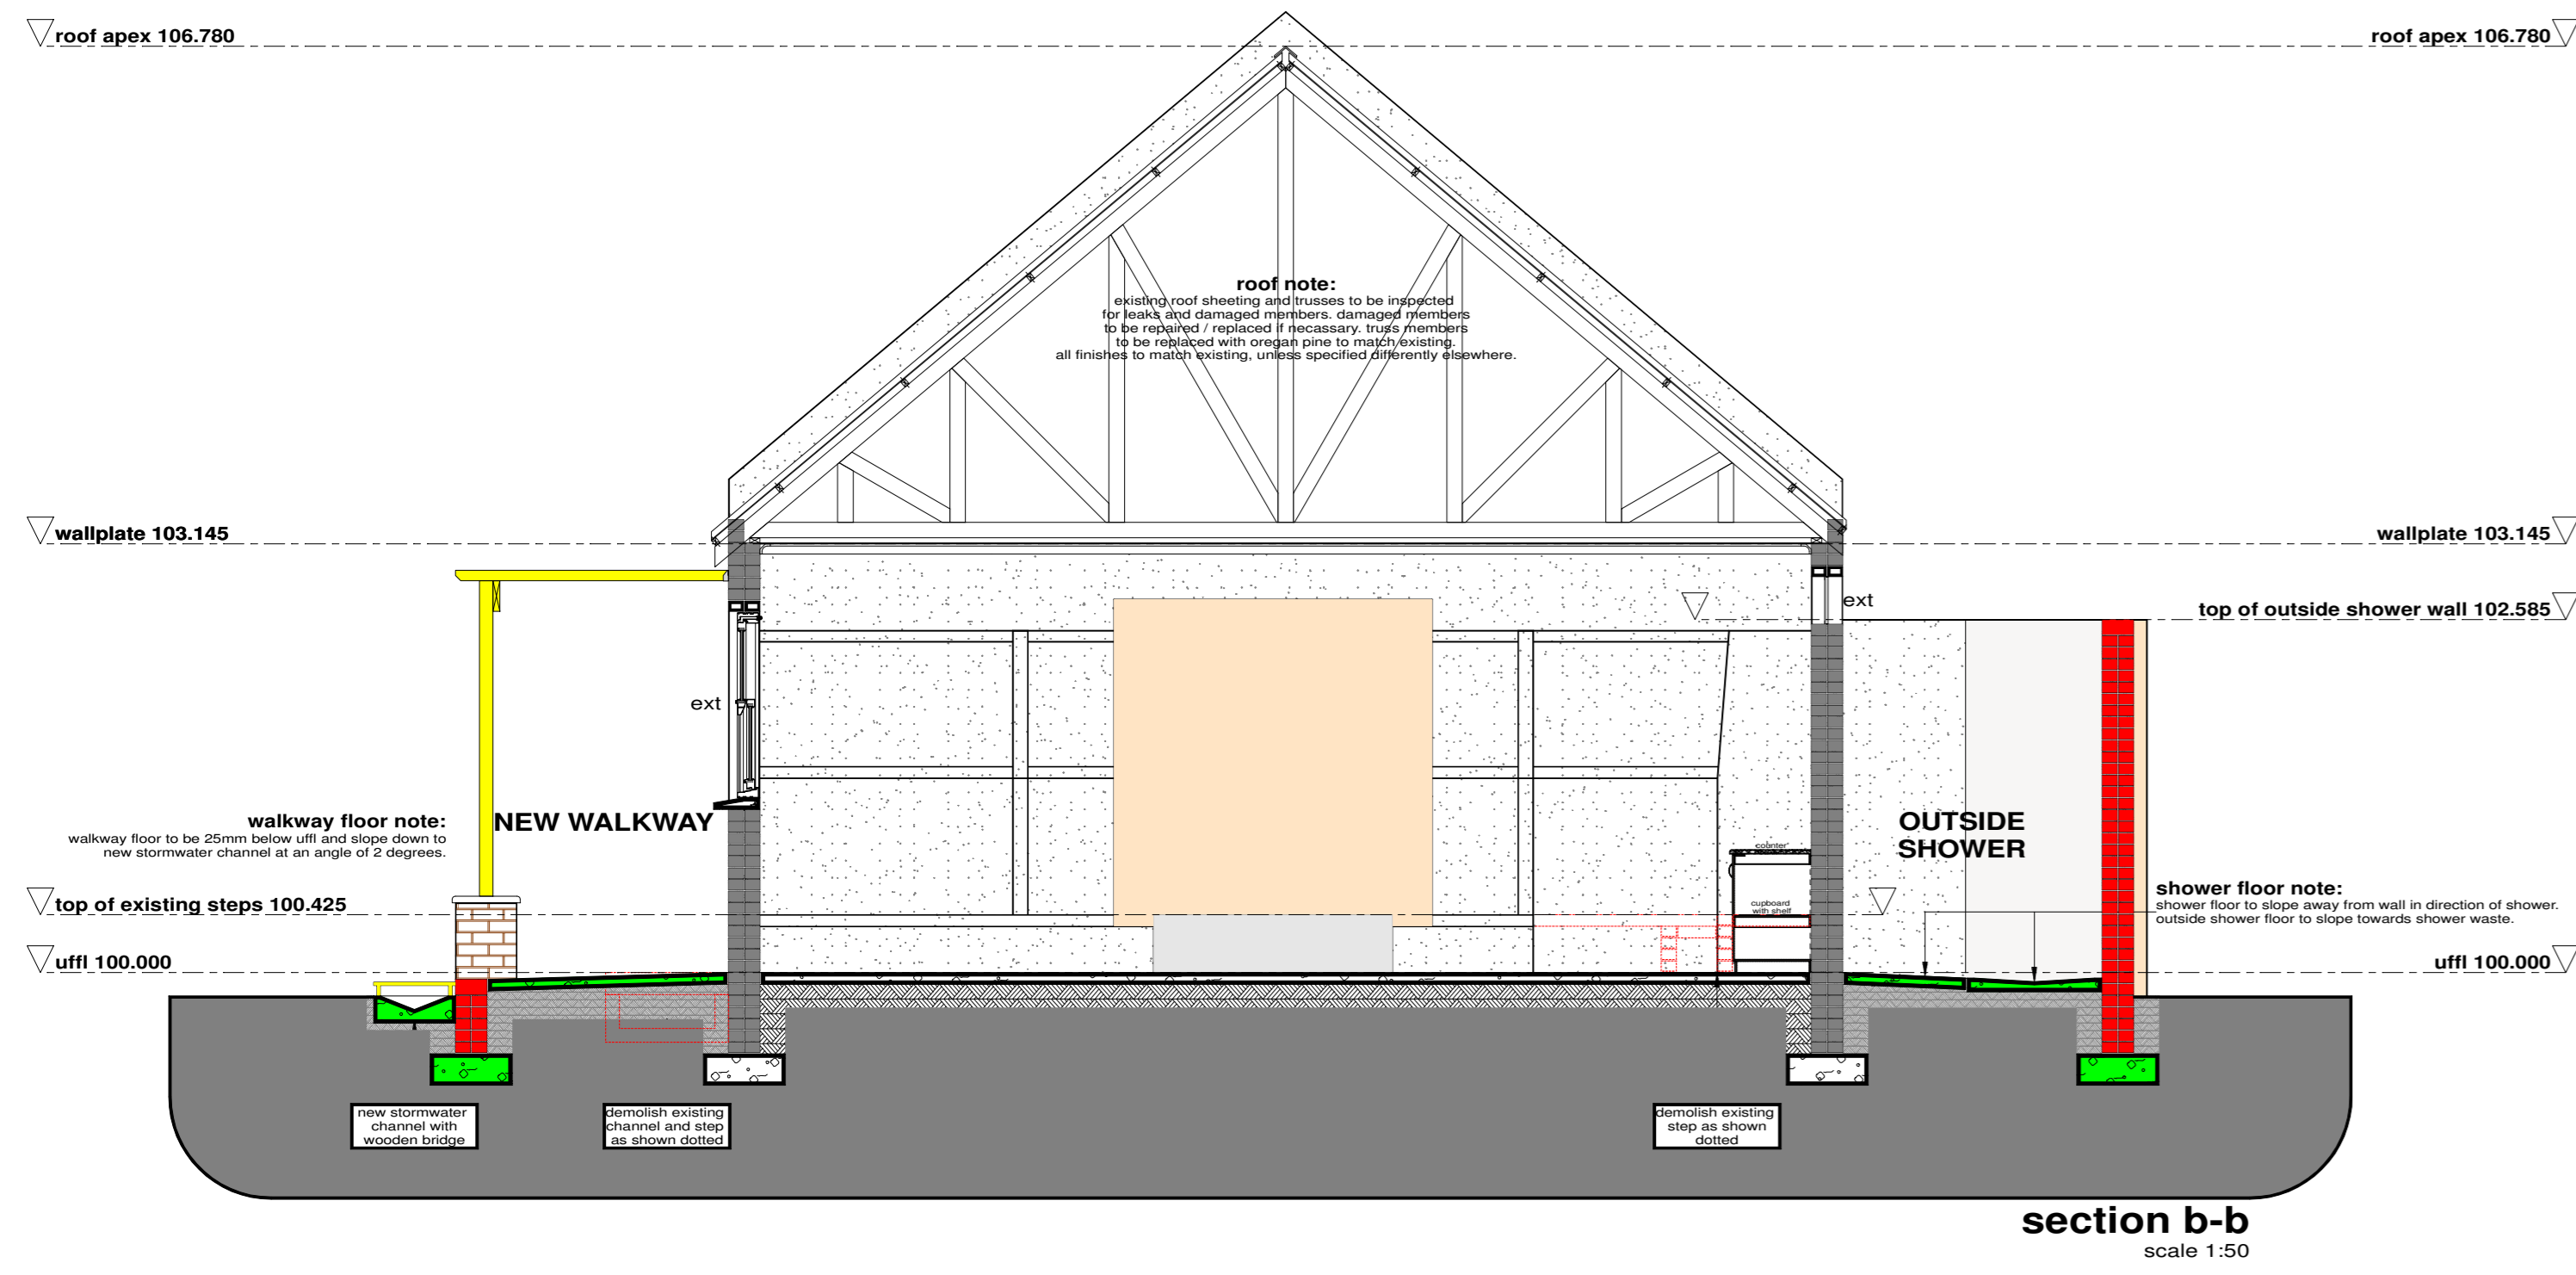 roof apex 106.780
roof apex 106.780
roof note:
existing roof sheeting and trusses to be inspected
for leaks and damaged members. damaged members
to be repaired / replaced if necassary. truss members
to be replaced with oregan pine to match existing.
all finishes to match existing, unless specified differently elsewhere.
wallplate 103.145
wallplate 103.145
ext
top of outside shower wall 102.585
ext
walkway floor note:
walkway floor to be 25mm below uffl and slope down to
new stormwater channel at an angle of 2 degrees.
NEW WALKWAY
OUTSIDE
SHOWER
counter
cupboard
with shelf
shower floor note:
shower floor to slope away from wall in direction of shower.
outside shower floor to slope towards shower waste.
top of existing steps 100.425
uffl 100.000
uffl 100.000
new stormwater
channel with
wooden bridge
demolish existing
channel and step
as shown dotted
demolish existing
step as shown
dotted
section b-b
scale 1:50